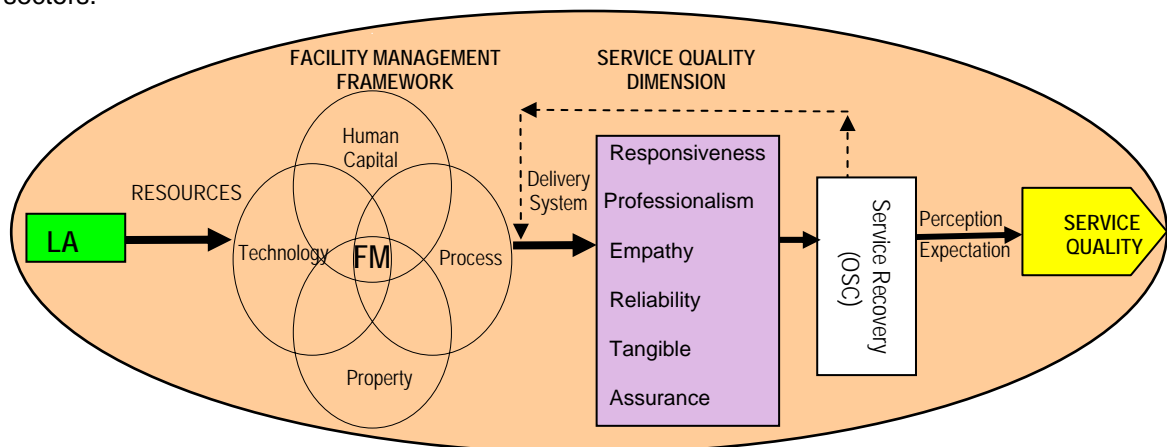 sectors.
FACILITY MANAGEMENT
FRAMEWORK
SERVICE QUALITY
DIMENSION
Human
Capital
RESOURCES
LA
Technology
FM
Process
Property
Delivery
System
Responsiveness
Professionalism
Empathy
Reliability
Tangible
Assurance
Service Recovery
(OSC)
Perception
Expectation
SERVICE
QUALITY